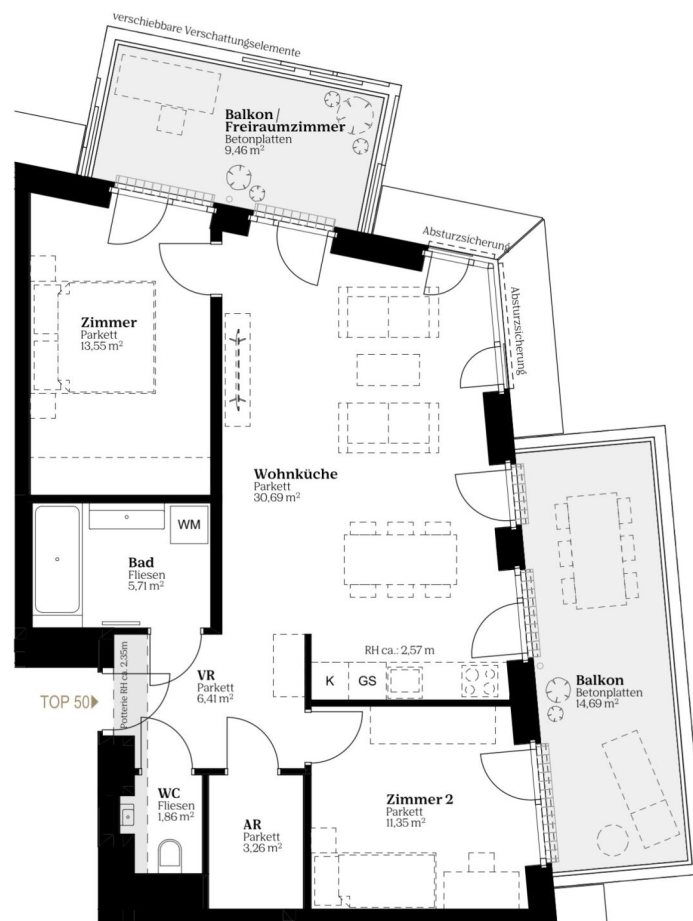 verschiebbare Verschattungselemente
Balkon /
Freiraumzimmer
Betonplatten
9,46 m²
Absturzsicherung
Absturzsicherung
Zimmer
Parkett
13,55 m²
Wohnküche
Parkett
30,69 m²
WM
Bad
Fliesen
5,71 m²
RH ca.: 2,57 m
K
GS
VR
Parkett
6,41 m²
Potterie RH ca. 2,35m
TOP 50
Balkon
Betonplatten
14,69 m²
WC
Fliesen
1,86 m²
AR
Parkett
3,26 m²
Zimmer 2
Parkett
11,35 m²